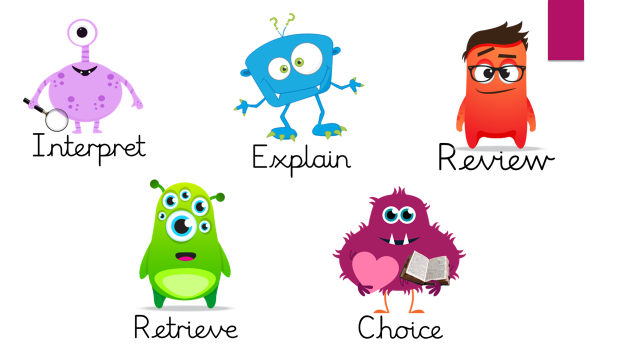 Interpret
Explain
Review
Retrieve
Choice